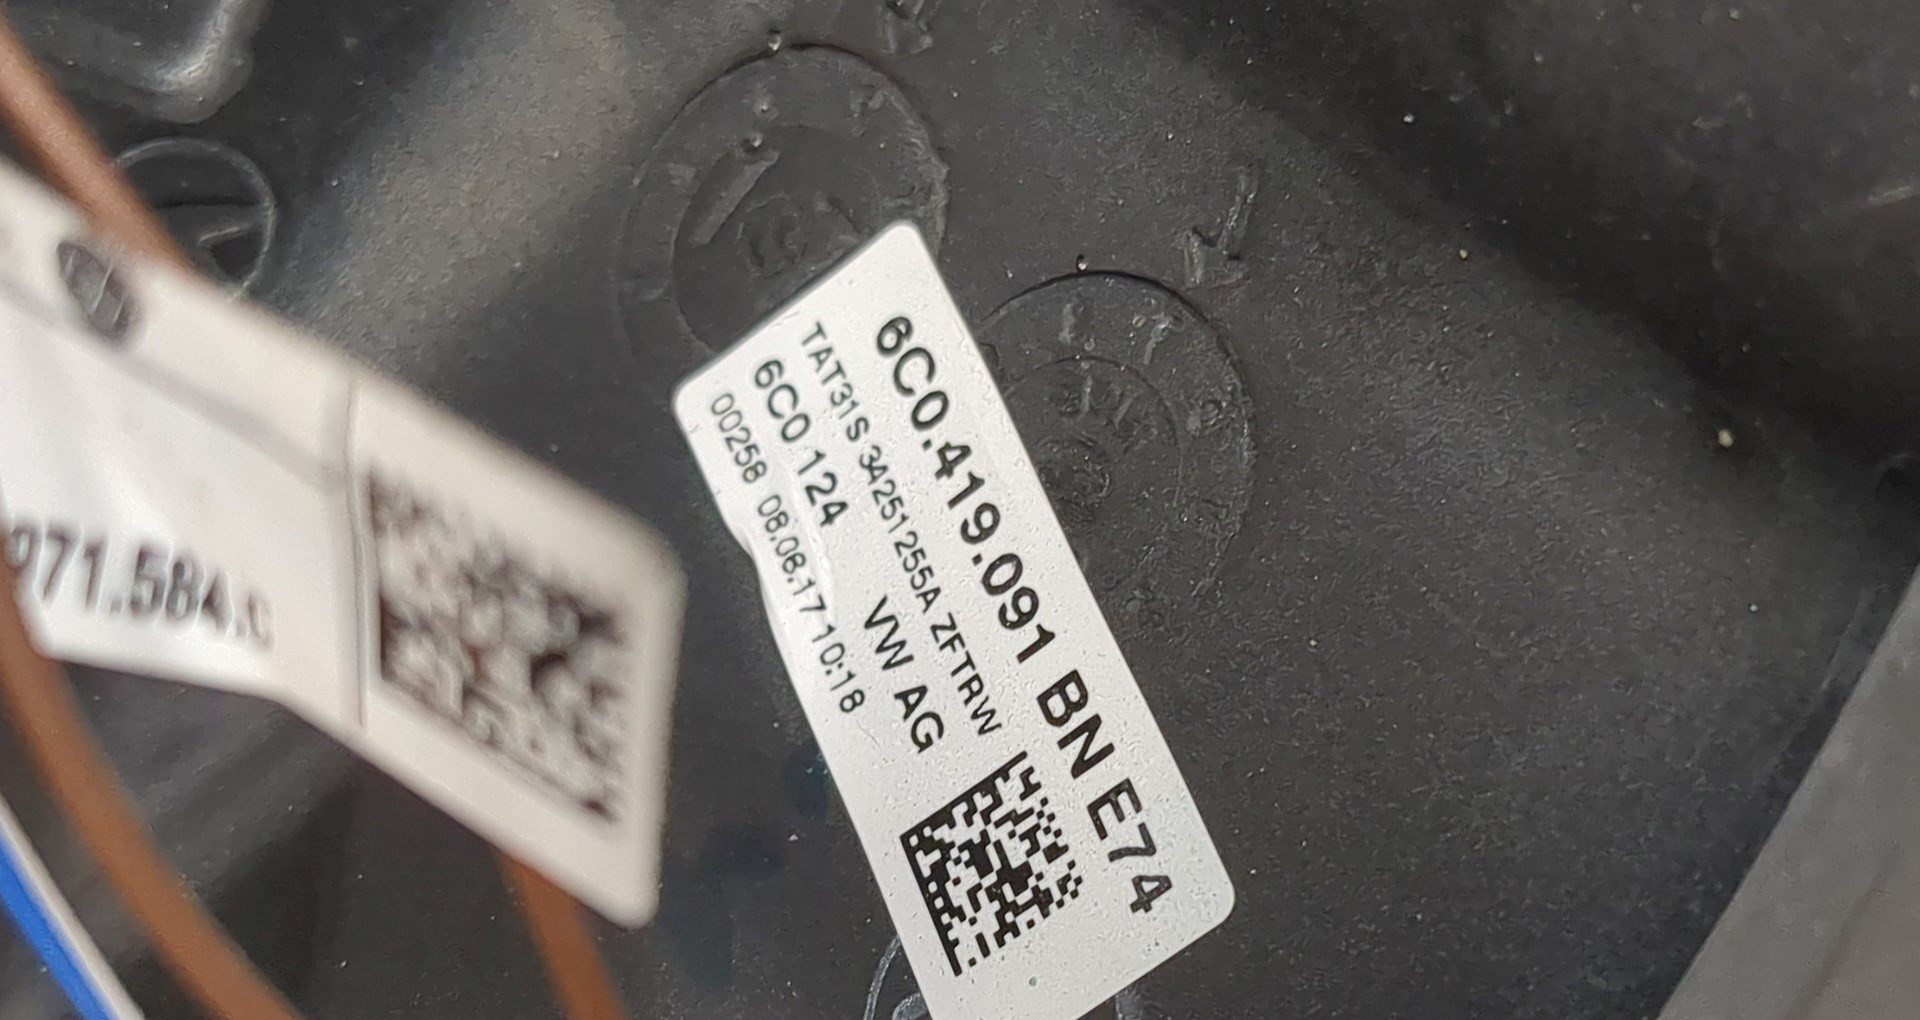 6C0.419.091 BN E74
TAT31S 34251255A ZFTRW
6C0 124 VW AG
00258 08.08.17 10:18
971.584.C